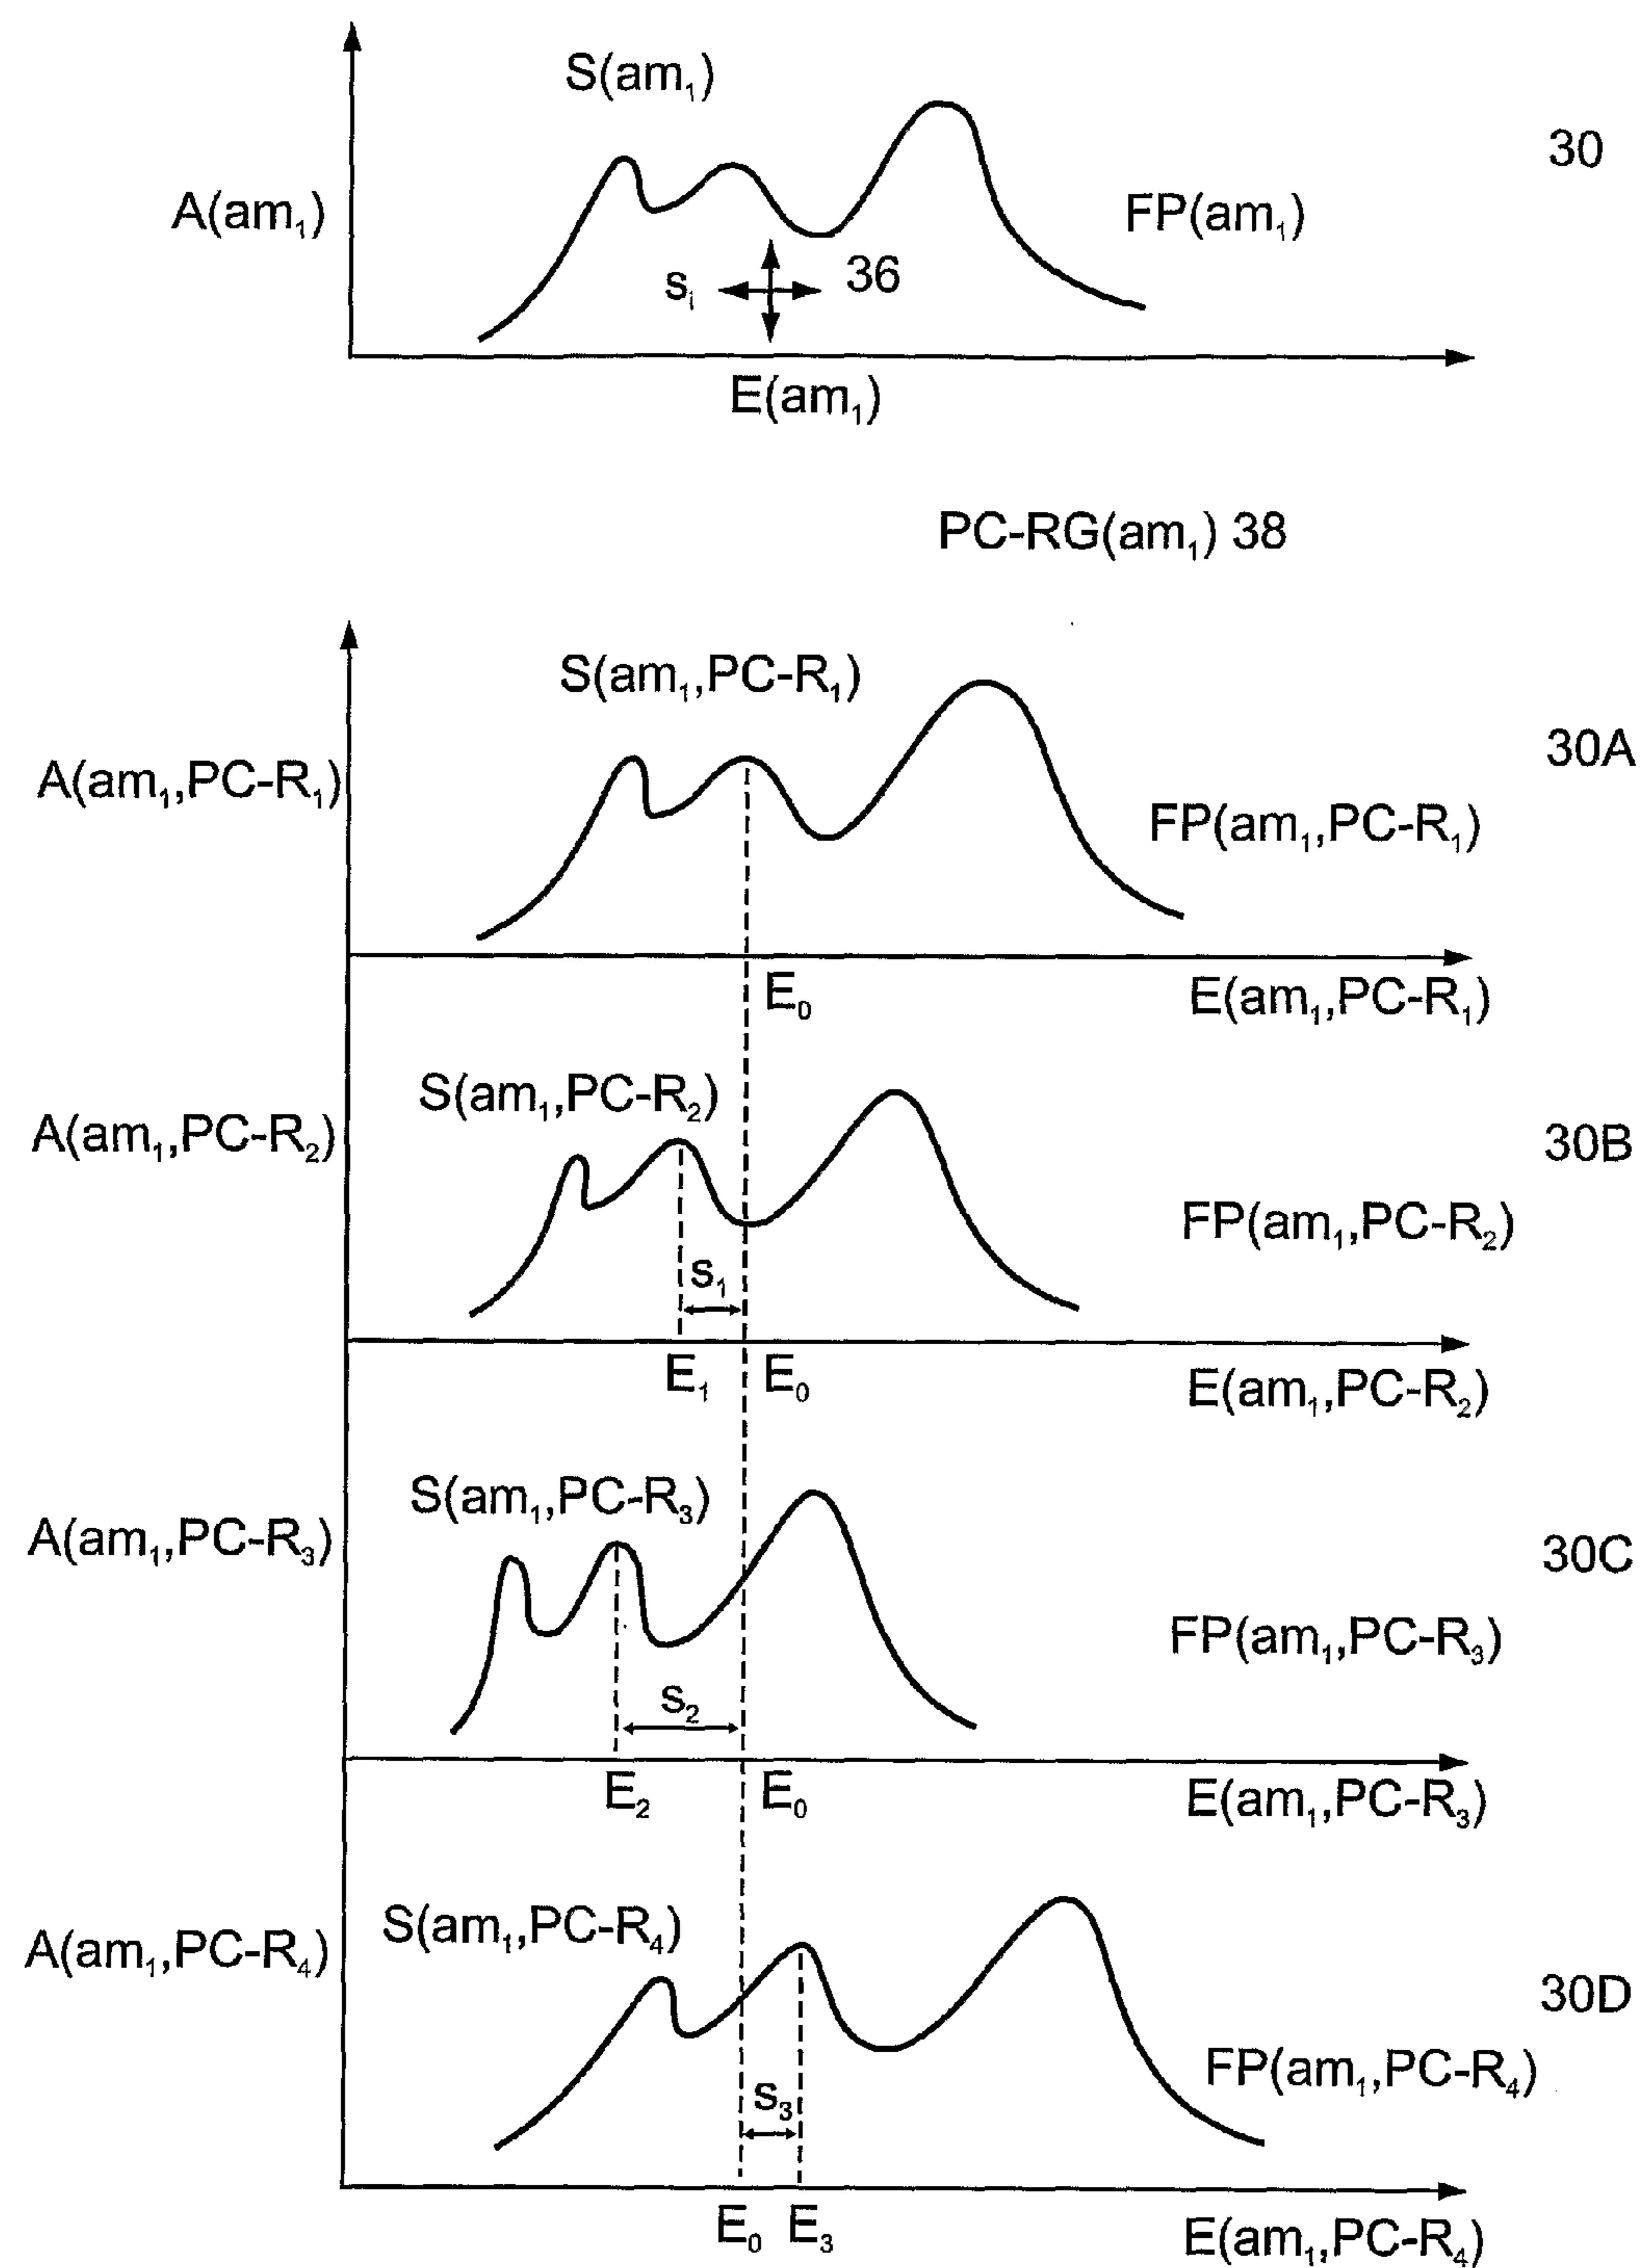 S(am₁)
30
A(am₁)
FP(am₁)
sᵢ
36
E(am₁)
PC-RG(am₁) 38
S(am₁,PC-R₁)
30A
A(am₁,PC-R₁)
FP(am₁,PC-R₁)
E₀
E(am₁,PC-R₁)
S(am₁,PC-R₂)
A(am₁,PC-R₂)
30B
FP(am₁,PC-R₂)
s₁
E₁
E₀
E(am₁,PC-R₂)
S(am₁,PC-R₃)
A(am₁,PC-R₃)
30C
FP(am₁,PC-R₃)
s₂
E₂
E₀
E(am₁,PC-R₃)
S(am₁,PC-R₄)
A(am₁,PC-R₄)
30D
FP(am₁,PC-R₄)
s₃
E₀
E₃
E(am₁,PC-R₄)